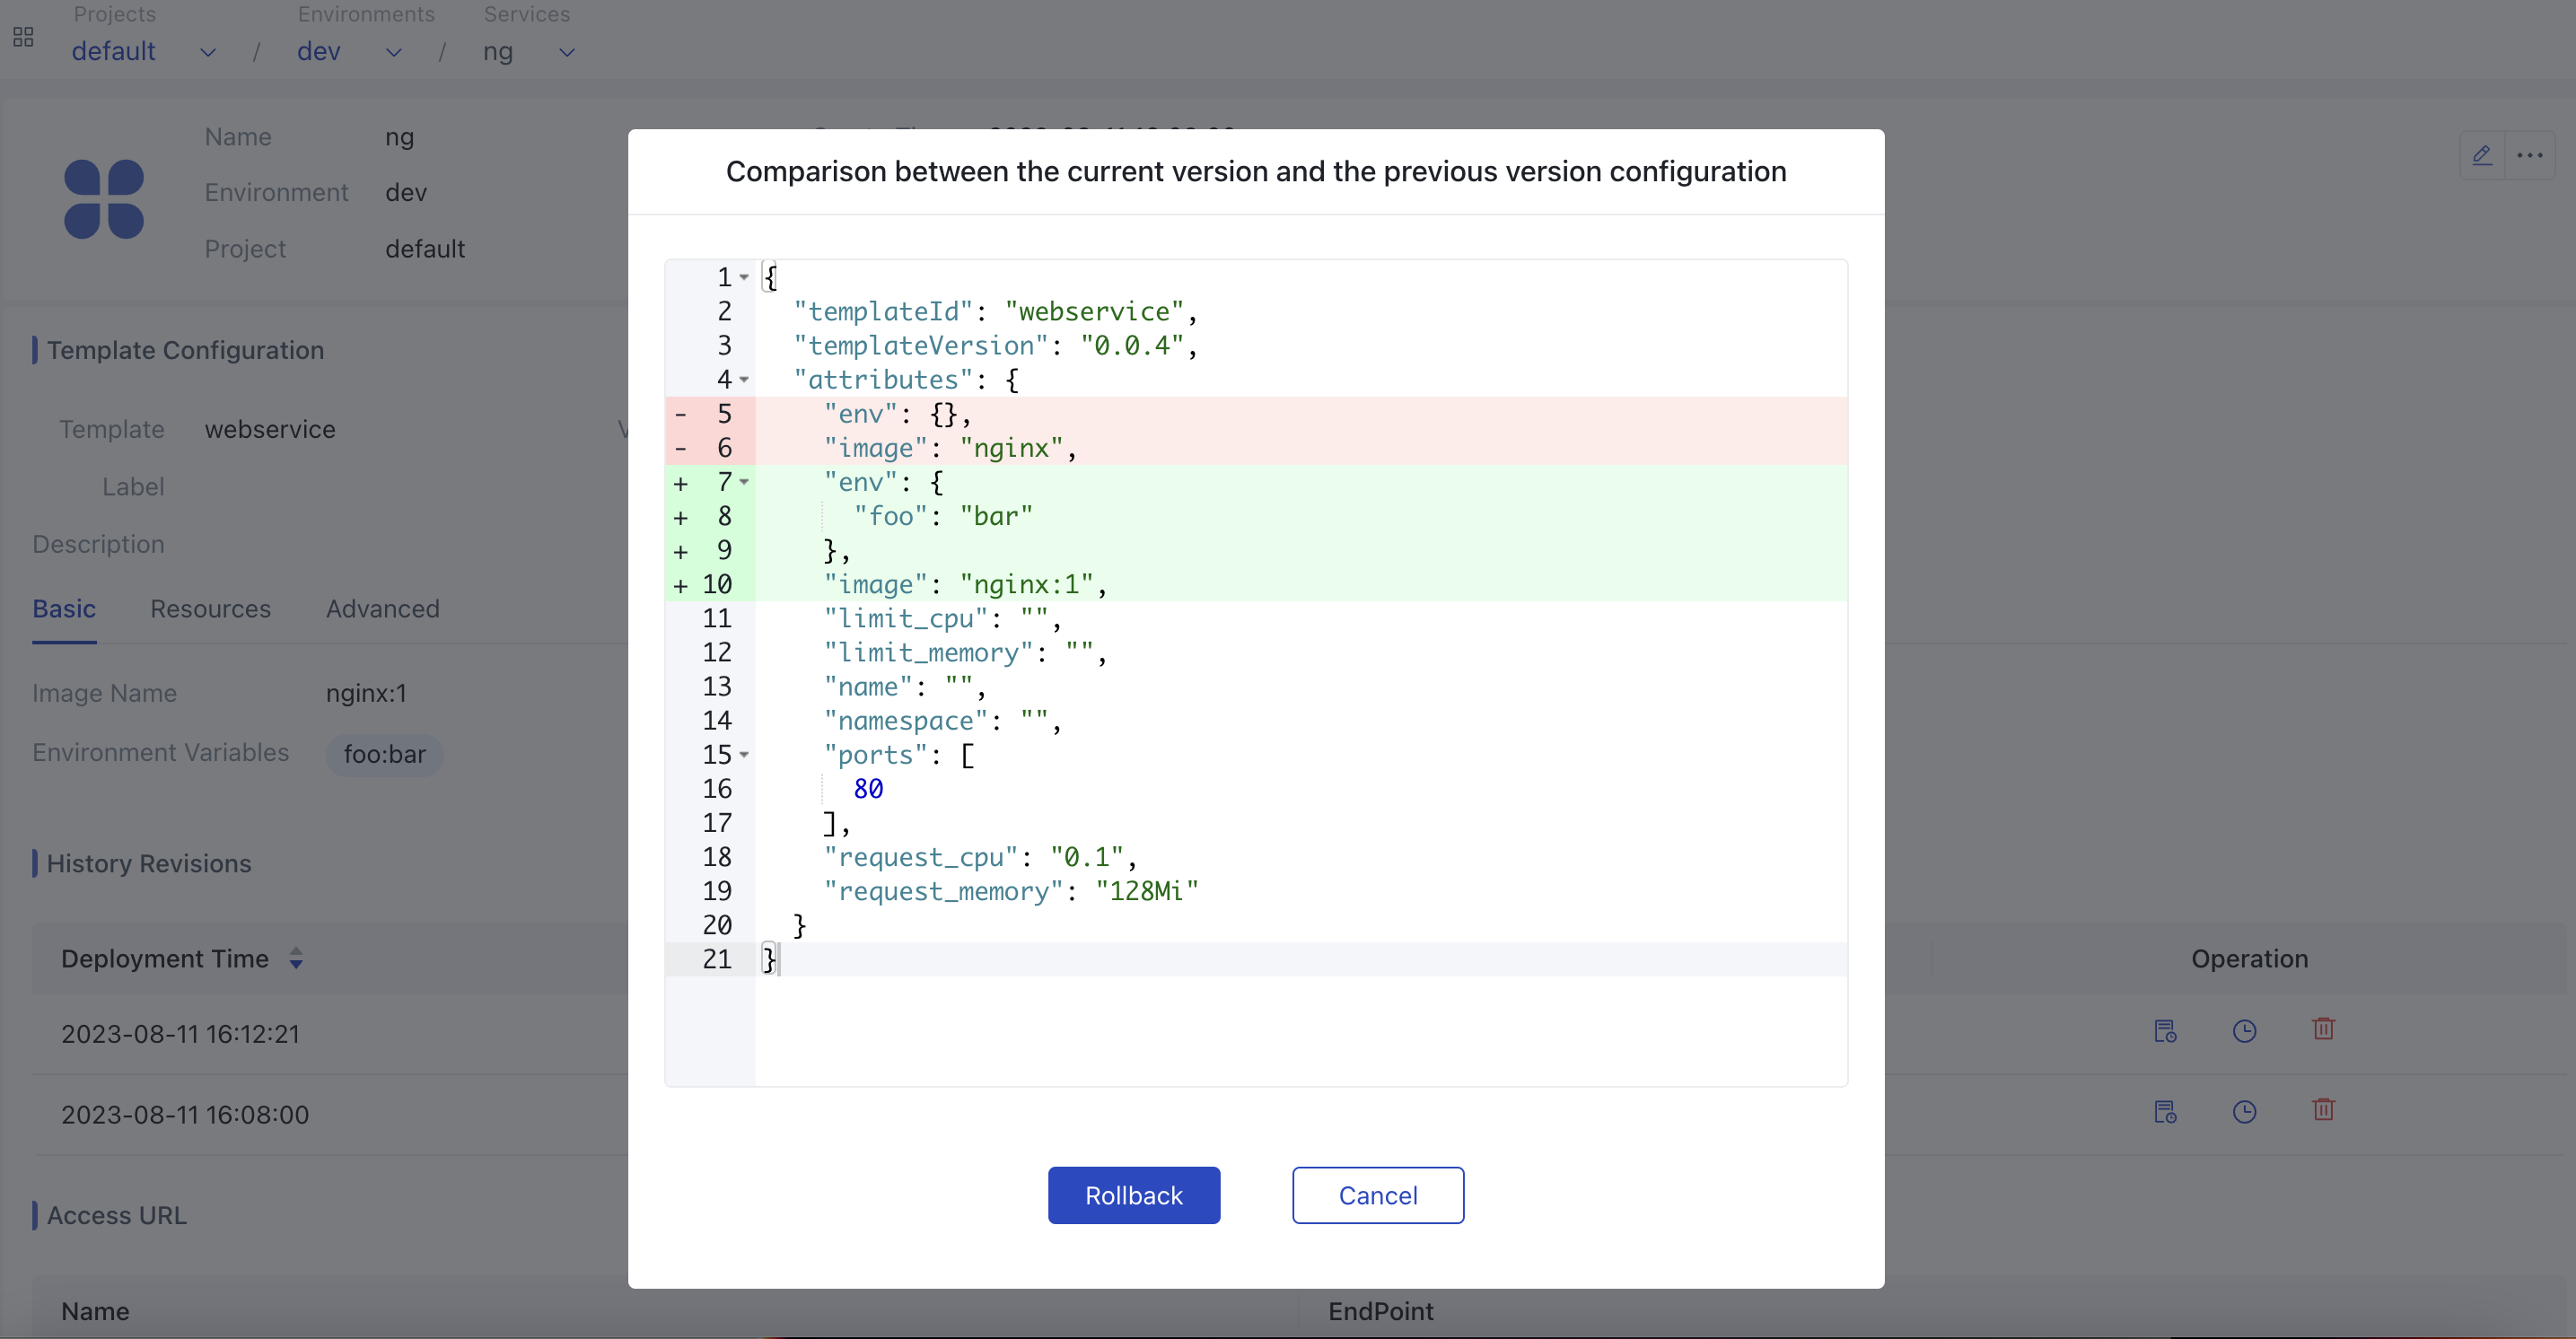 Projects
default
/
Environments
dev
/
Services
ng
Name ng
Environment dev
Project default
Template Configuration
Template webservice
Label
Description
Basic Resources Advanced
Image Name nginx:1
Environment Variables foo:bar
History Revisions
Deployment Time
Operation
2023-08-11 16:12:21
2023-08-11 16:08:00
Access URL
Name
EndPoint
Comparison between the current version and the previous version configuration
1 {
2 "templateId": "webservice",
3 "templateVersion": "0.0.4",
4 "attributes": {
- 5 "env": {},
- 6 "image": "nginx",
+ 7 "env": {
+ 8 "foo": "bar"
+ 9 },
+ 10 "image": "nginx:1",
11 "limit_cpu": "",
12 "limit_memory": "",
13 "name": "",
14 "namespace": "",
15 "ports": [
16 80
17 ],
18 "request_cpu": "0.1",
19 "request_memory": "128Mi"
20 }
21 }
Rollback
Cancel